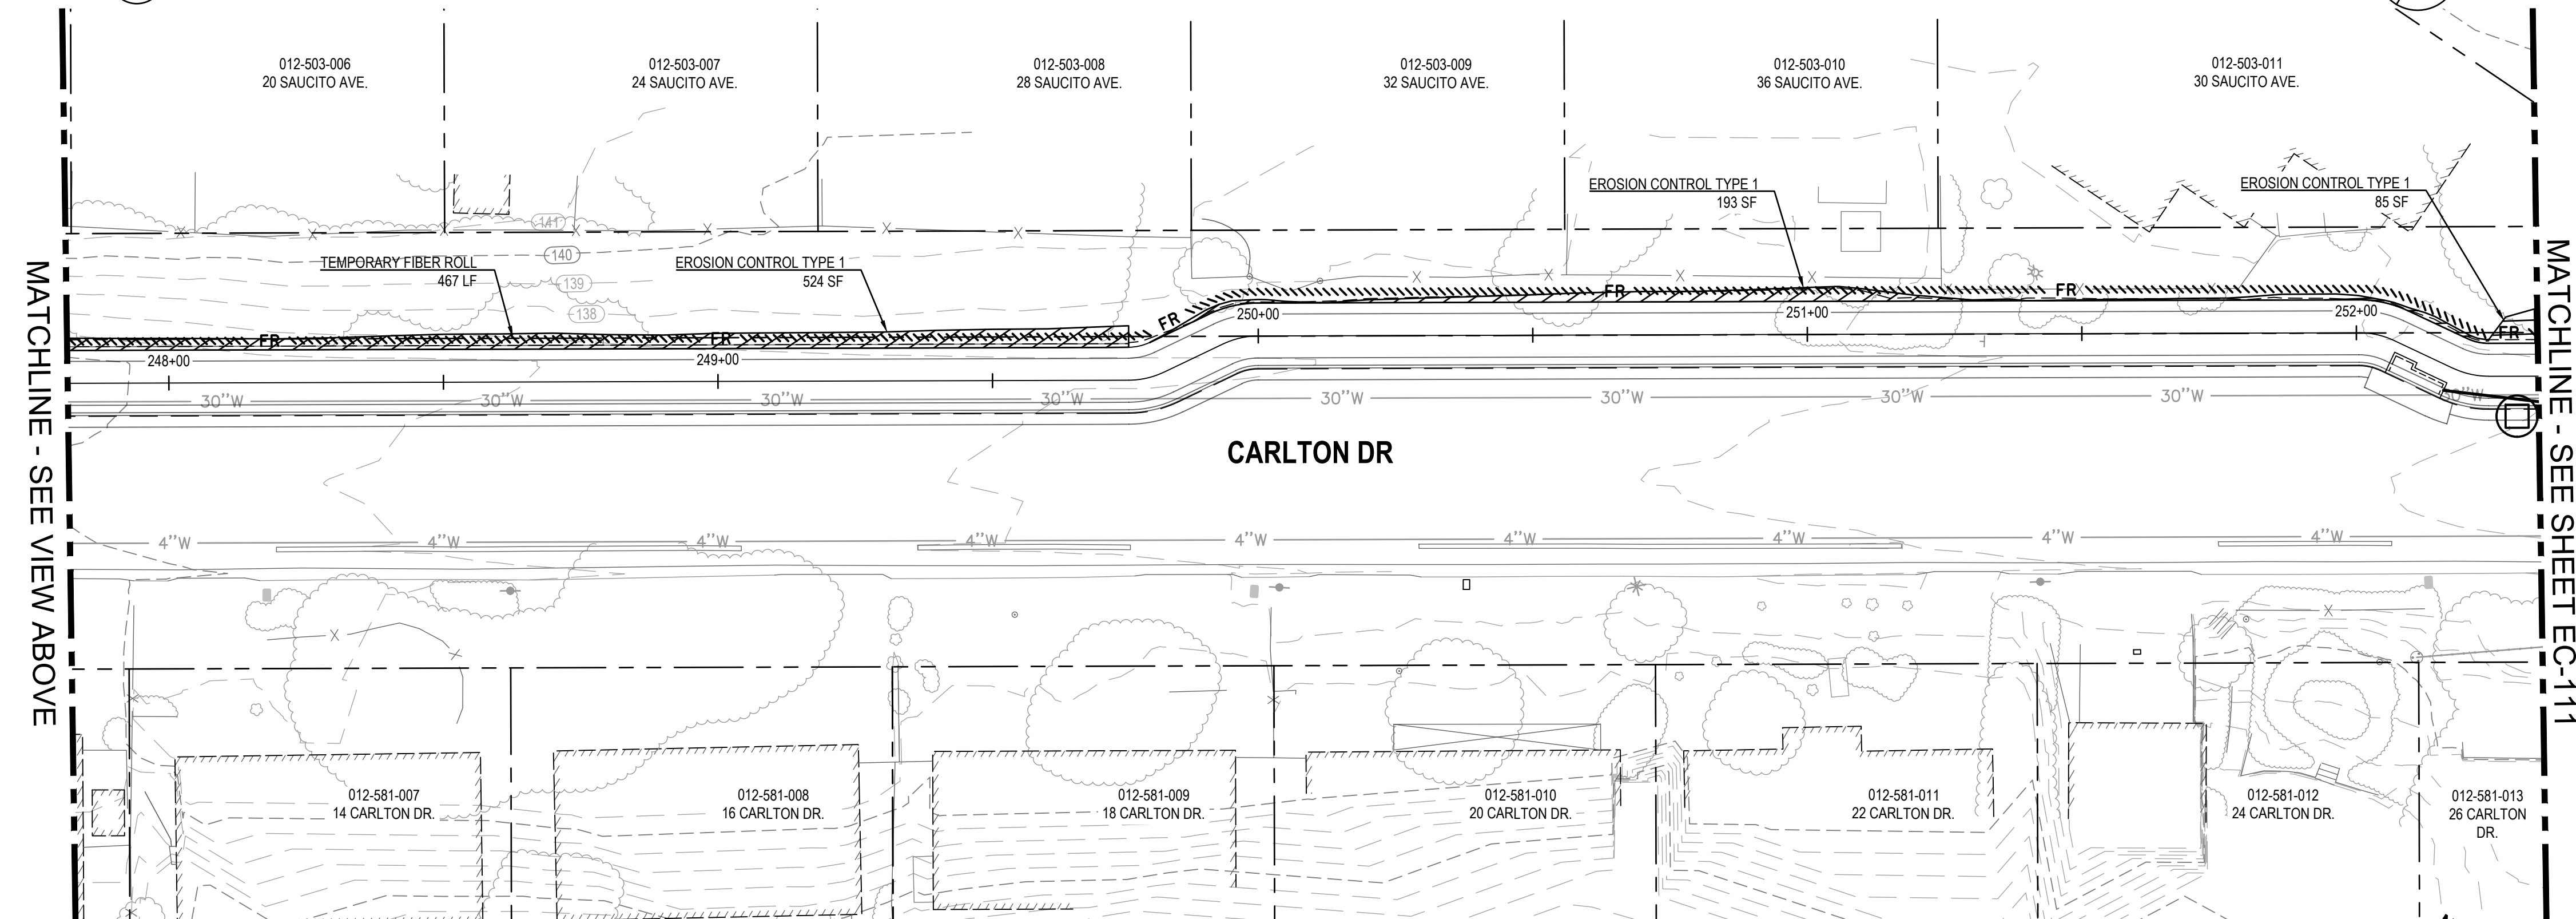 012-503-006
20 SAUCITO AVE.
012-503-007
24 SAUCITO AVE.
012-503-008
28 SAUCITO AVE.
012-503-009
32 SAUCITO AVE.
012-503-010
36 SAUCITO AVE.
012-503-011
30 SAUCITO AVE.
EROSION CONTROL TYPE 1
193 SF
EROSION CONTROL TYPE 1
85 SF
141
140
139
138
TEMPORARY FIBER ROLL
467 LF
EROSION CONTROL TYPE 1
524 SF
FR
FR
FR
FR
FR
FR
248+00
249+00
250+00
251+00
252+00
30"W
30"W
30"W
30"W
30"W
30"W
30"W
30"W
30"W
CARLTON DR
MATCHLINE - SEE VIEW ABOVE
MATCHLINE - SEE SHEET EC-111
4"W
4"W
4"W
4"W
4"W
4"W
4"W
4"W
4"W
012-581-007
14 CARLTON DR.
012-581-008
16 CARLTON DR.
012-581-009
18 CARLTON DR.
012-581-010
20 CARLTON DR.
012-581-011
22 CARLTON DR.
012-581-012
24 CARLTON DR.
012-581-013
26 CARLTON
DR.